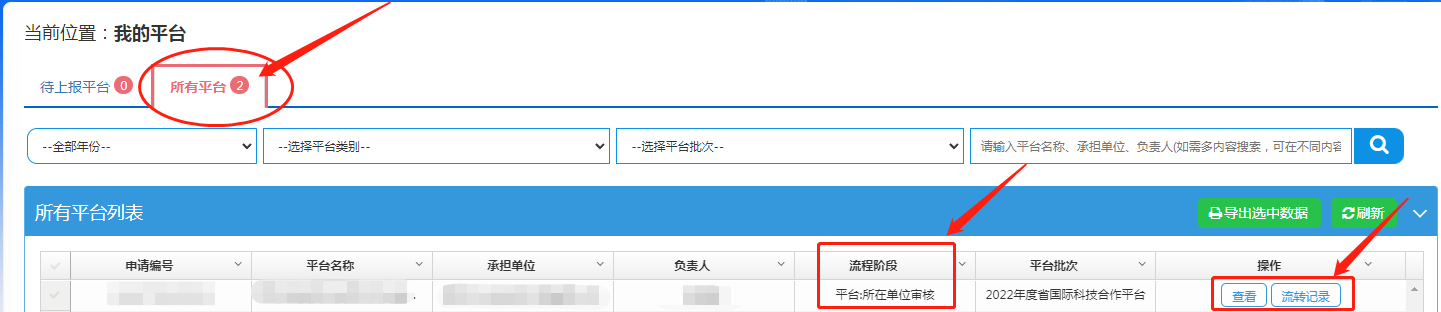 当前位置：我的平台
待上报平台 0 所有平台 2
--全部年份-- --选择平台类别-- --选择平台批次-- 请输入平台名称、承担单位、负责人(如需多内容搜索，可在不同内容
所有平台列表 导出选中数据 刷新
申请编号 平台名称 承担单位 负责人 流程阶段 平台批次 操作
平台:所在单位审核 2022年度省国际科技合作平台 查看 流转记录